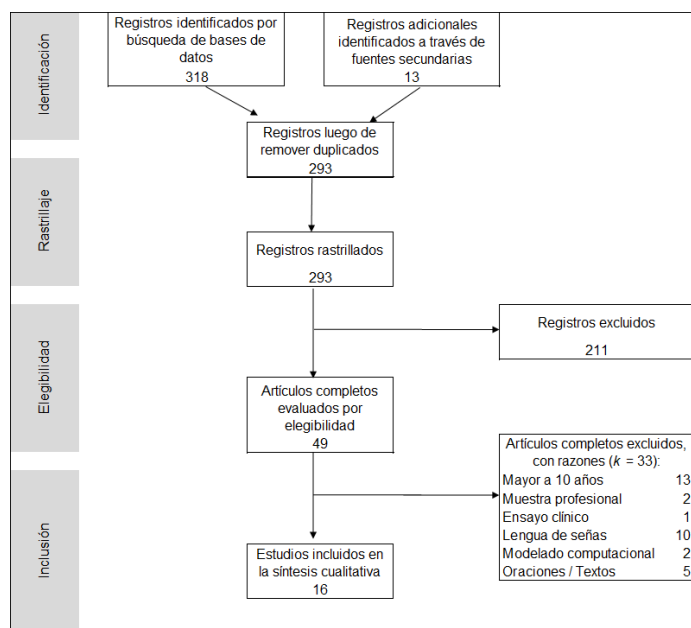 Identificación
Registros identificados por
búsqueda de bases de
datos
318
Registros adicionales
identificados a través de
fuentes secundarias
13
Registros luego de
remover duplicados
293
Rastrillaje
Registros rastrillados
293
Registros excluidos
211
Elegibilidad
Artículos completos
evaluados por
elegibilidad
49
Artículos completos excluidos,
con razones (k = 33):
Mayor a 10 años 13
Muestra profesional 2
Ensayo clínico 1
Lengua de señas 10
Modelado computacional 2
Oraciones / Textos 5
Inclusión
Estudios incluidos en
la síntesis cualitativa
16